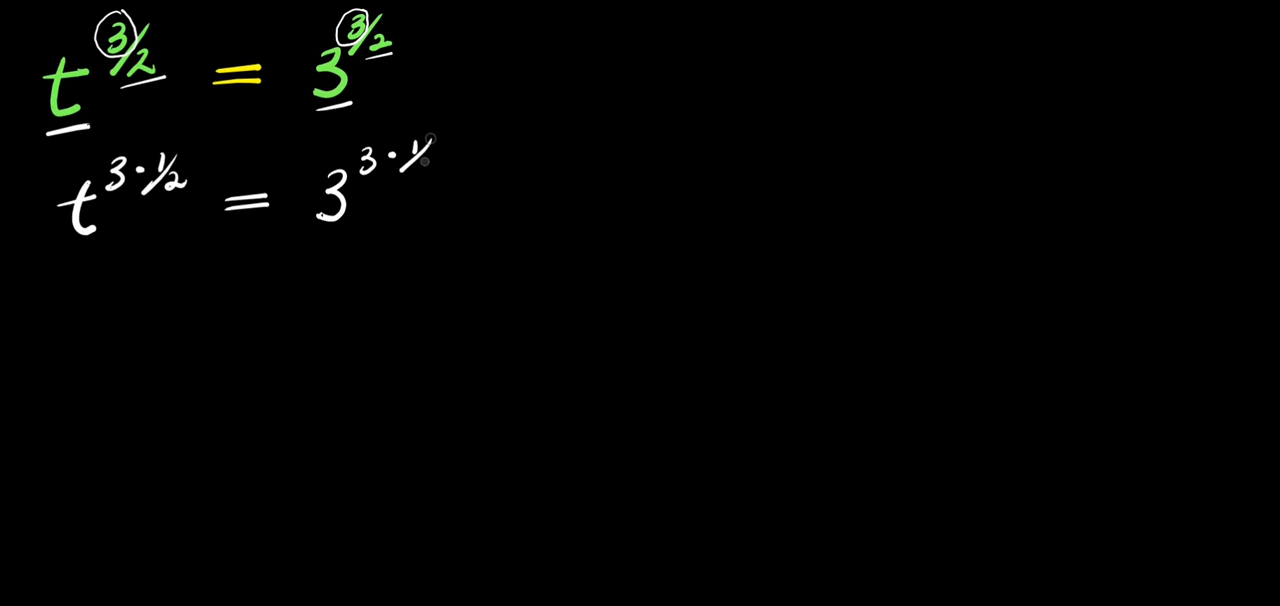 t^{3/2} = 3^{3/2}
t^{3·1/2} = 3^{3·1/